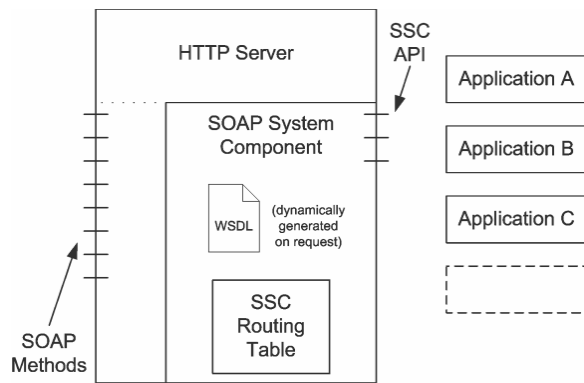 HTTP Server
SSC
API
Application A
SOAP System
Component
Application B
WSDL
(dynamically
generated
on request)
Application C
SSC
Routing
Table
SOAP
Methods